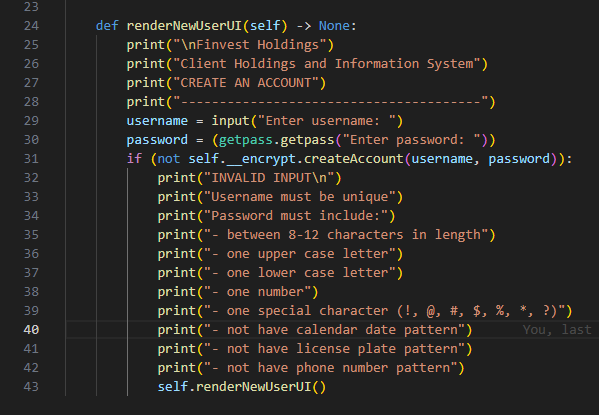 23
24 def renderNewUserUI(self) -> None:
25 print("\nFinvest Holdings")
26 print("Client Holdings and Information System")
27 print("CREATE AN ACCOUNT")
28 print("---------------------------------------")
29 username = input("Enter username: ")
30 password = (getpass.getpass("Enter password: "))
31 if (not self.__encrypt.createAccount(username, password)):
32 print("INVALID INPUT\n")
33 print("Username must be unique")
34 print("Password must include:")
35 print("- between 8-12 characters in length")
36 print("- one upper case letter")
37 print("- one lower case letter")
38 print("- one number")
39 print("- one special character (!, @, #, $, %, *, ?)")
40 print("- not have calendar date pattern") You, last
41 print("- not have license plate pattern")
42 print("- not have phone number pattern")
43 self.renderNewUserUI()